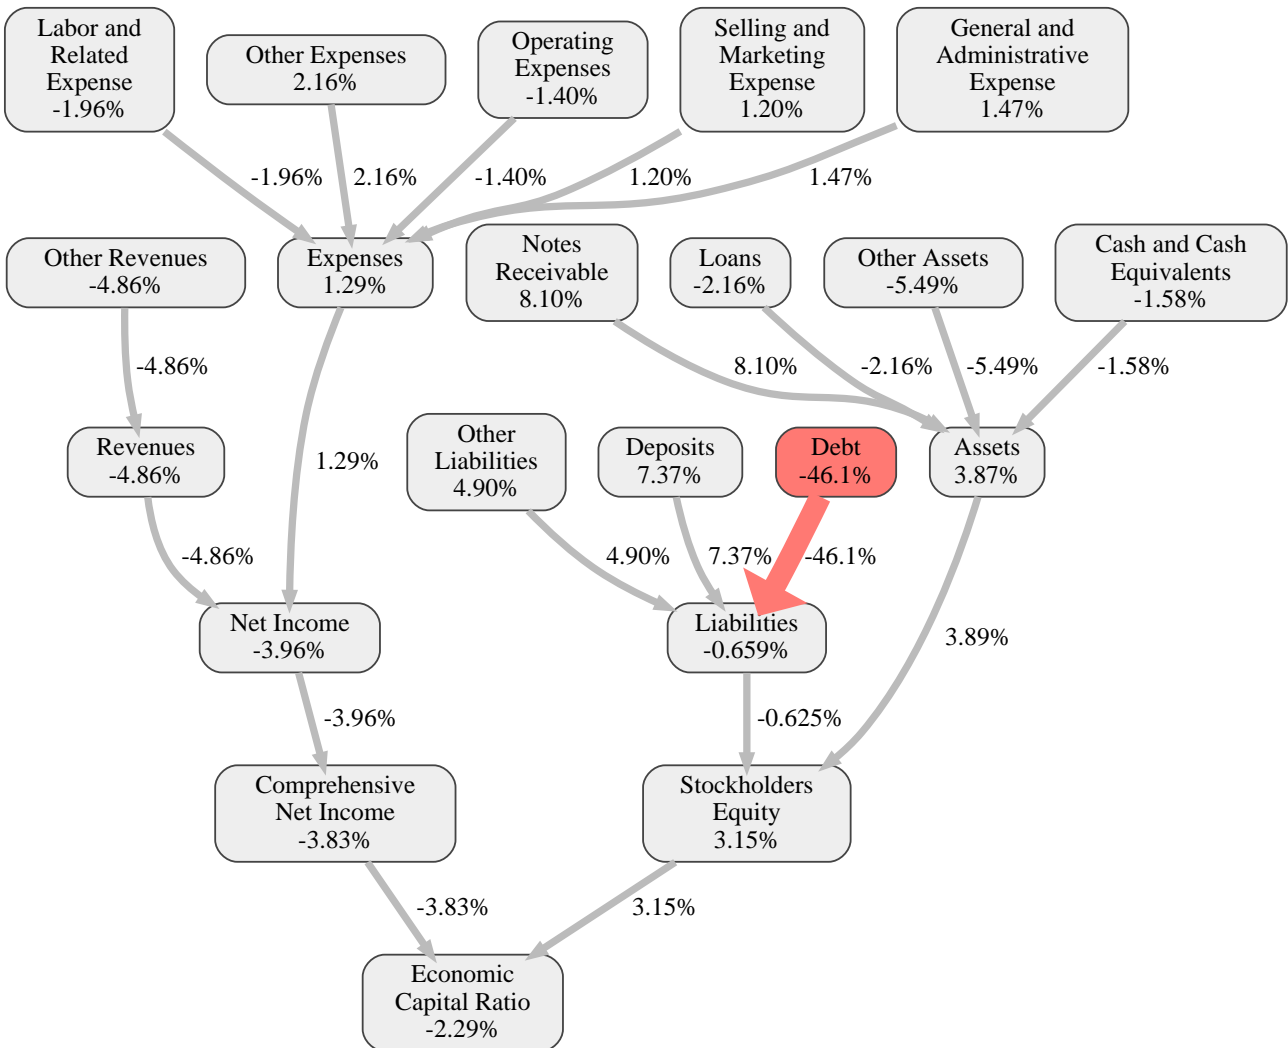 Labor and
Related
Expense
-1.96%
Other Expenses
2.16%
Operating
Expenses
-1.40%
Selling and
Marketing
Expense
1.20%
General and
Administrative
Expense
1.47%
-1.96%
2.16%
-1.40%
1.20%
1.47%
Other Revenues
-4.86%
Expenses
1.29%
Notes
Receivable
8.10%
Loans
-2.16%
Other Assets
-5.49%
Cash and Cash
Equivalents
-1.58%
-4.86%
8.10%
-2.16%
-5.49%
-1.58%
Revenues
-4.86%
1.29%
Other
Liabilities
4.90%
Deposits
7.37%
Debt
-46.1%
Assets
3.87%
-4.86%
4.90%
7.37%
-46.1%
Net Income
-3.96%
Liabilities
-0.659%
3.89%
-3.96%
-0.625%
Comprehensive
Net Income
-3.83%
Stockholders
Equity
3.15%
-3.83%
3.15%
Economic
Capital Ratio
-2.29%